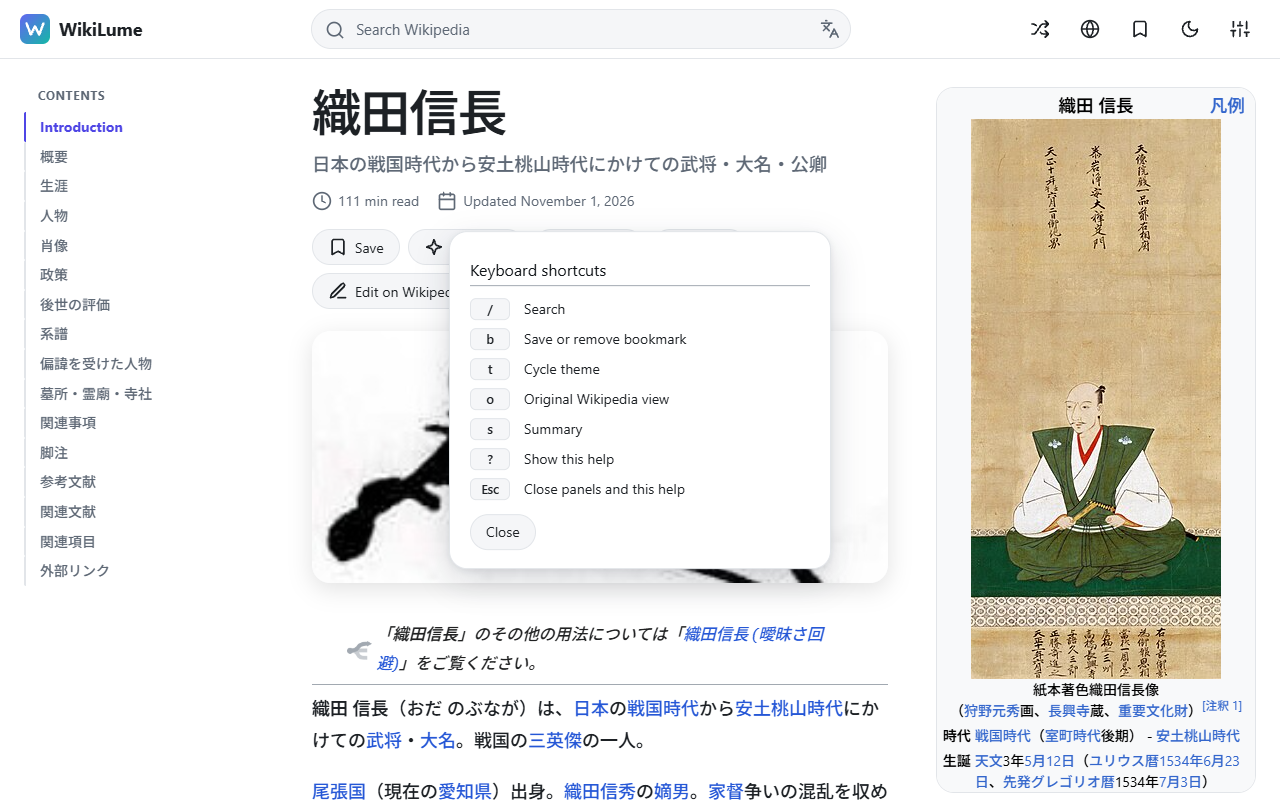 WikiLume
Search Wikipedia
CONTENTS
Introduction
概要
生涯
人物
肖像
政策
後世の評価
系譜
偏諱を受けた人物
墓所・霊廟・寺社
関連事項
脚注
参考文献
関連文献
関連項目
外部リンク
織田信長
日本の戦国時代から安土桃山時代にかけての武将・大名・公卿
111 min read
Updated November 1, 2026
Save
Edit on Wikiped
Keyboard shortcuts
/ Search
b Save or remove bookmark
t Cycle theme
o Original Wikipedia view
s Summary
? Show this help
Esc Close panels and this help
Close
「織田信長」のその他の用法については「織田信長 (曖昧さ回
避)」をご覧ください。
織田 信長（おだ のぶなが）は、日本の戦国時代から安土桃山時代にか
けての武将・大名。戦国の三英傑の一人。
尾張国（現在の愛知県）出身。織田信秀の嫡男。家督争いの混乱を収め
織田 信長 凡例
紙本著色織田信長像
（狩野元秀画、長興寺蔵、重要文化財）[注釈 1]
時代 戦国時代（室町時代後期） - 安土桃山時代
生誕 天文3年5月12日（ユリウス暦1534年6月23
日、先発グレゴリオ暦1534年7月3日）